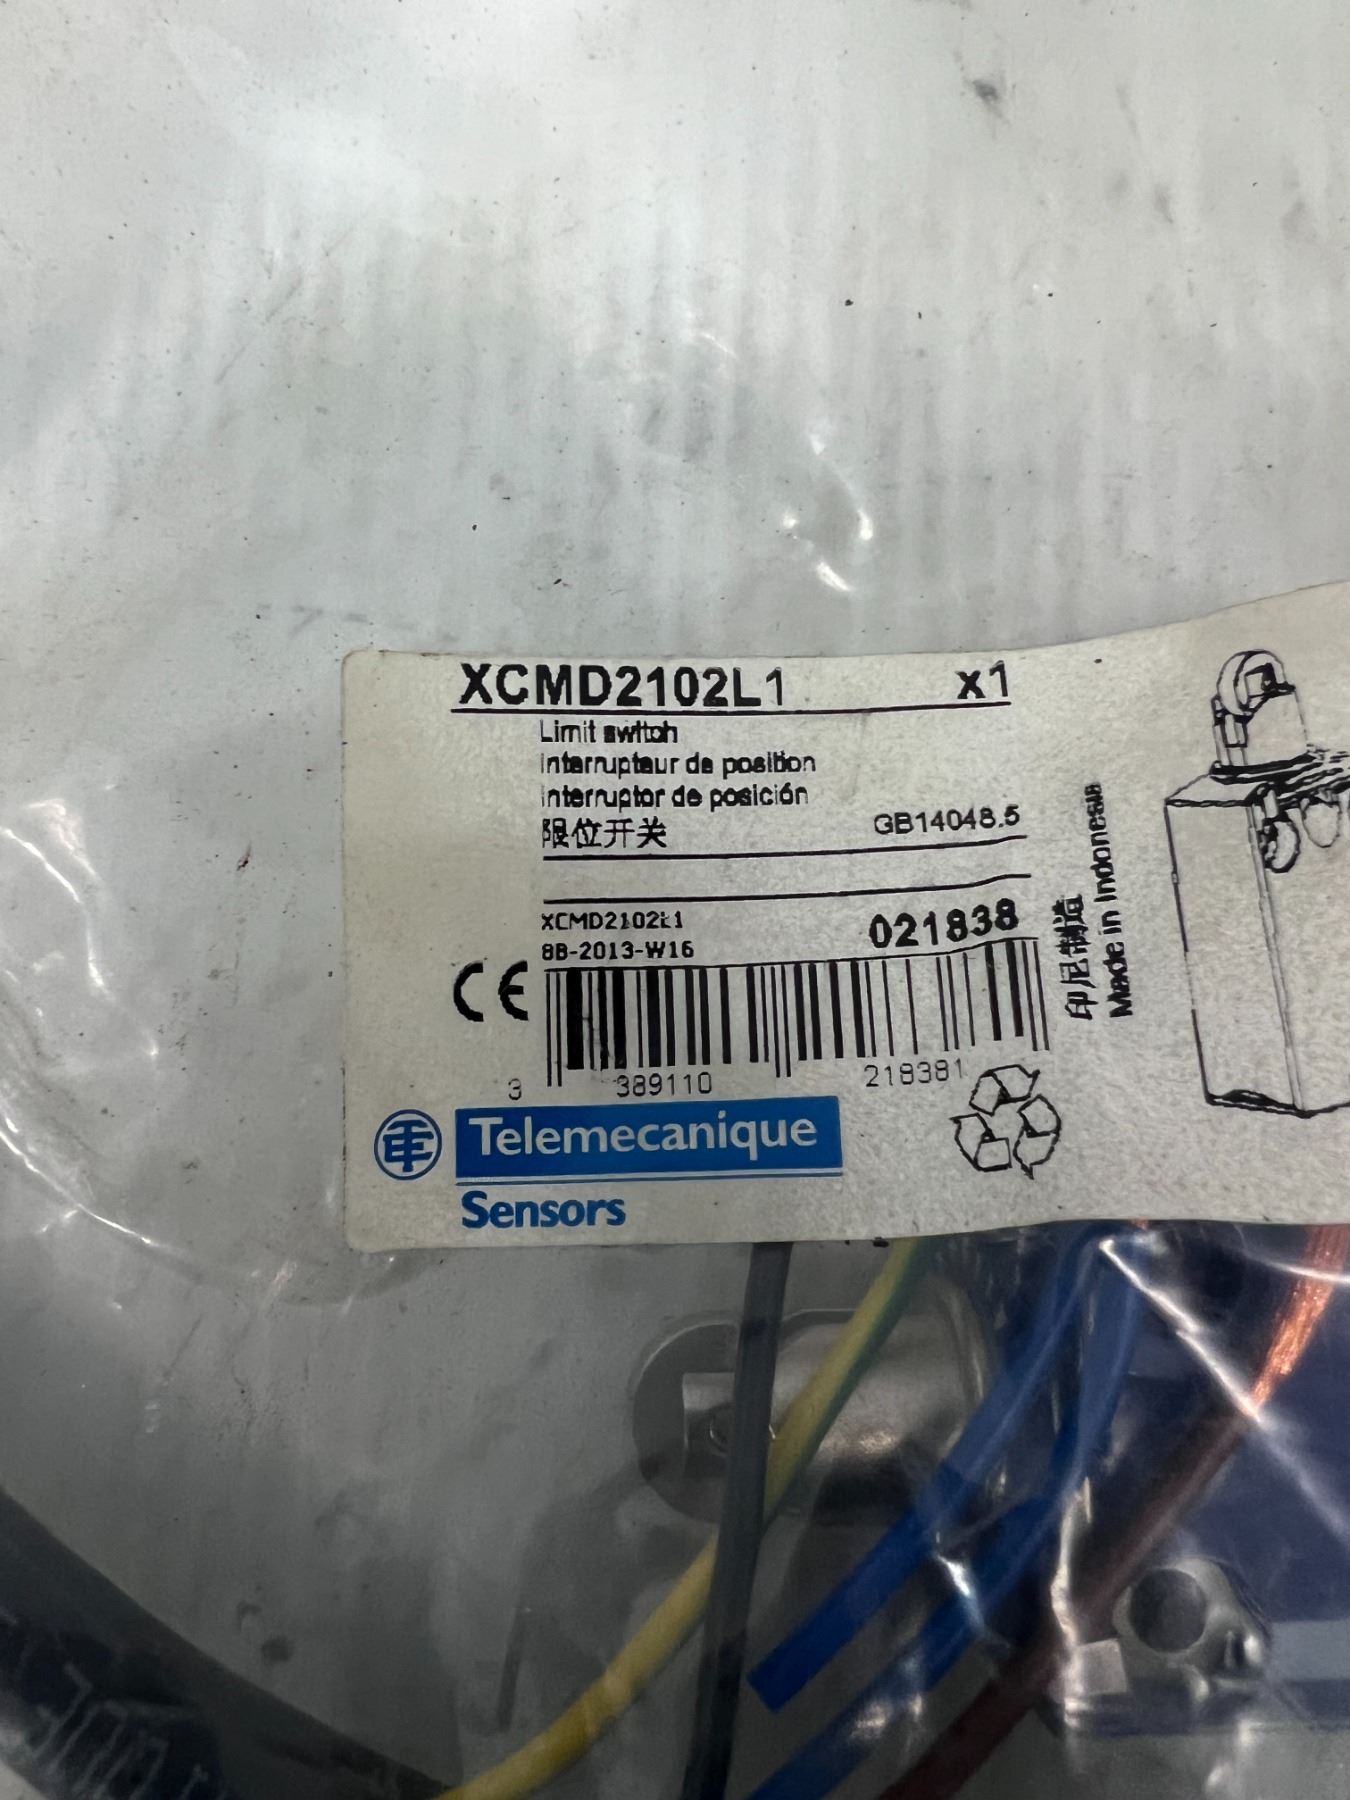 XCMD2102L1 x1
Limit switch
Interrupteur de position
Interruptor de posición
限位开关 GB14048.5
XCMD2102L1
8B-2013-W16 021838
CE
3 389110 218381
Telemecanique
Sensors
印尼制造
Made in Indonesia